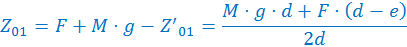 Z₀₁ = F + M · g − Z'₀₁ = (M · g · d + F · (d − e)) / 2d